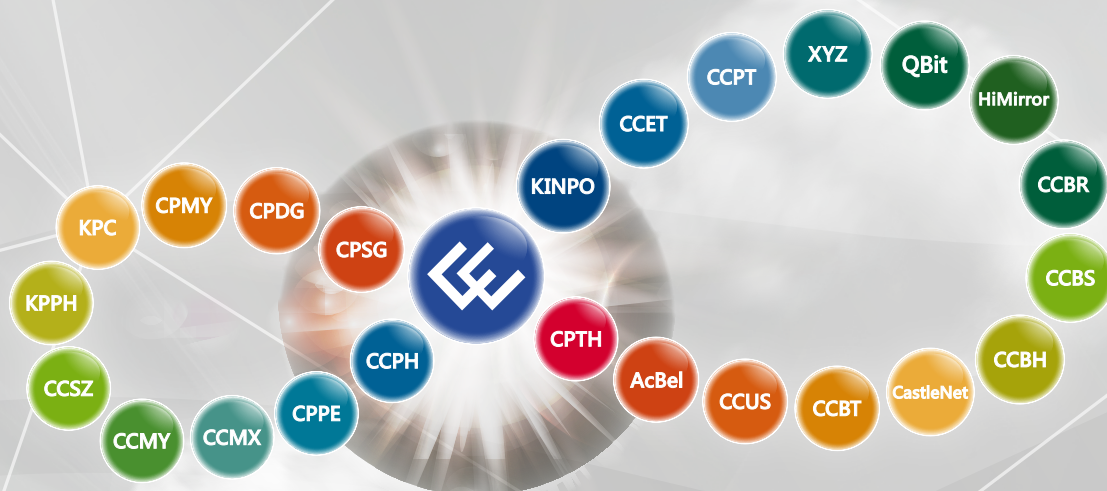 XYZ
QBit
CCPT
HiMirror
CCET
KINPO
CCBR
CPMY
CPDG
KPC
CPSG
CCBS
KPPH
CPTH
CCPH
CCBH
AcBel
CCSZ
CastleNet
CCUS
CCBT
CPPE
CCMX
CCMY